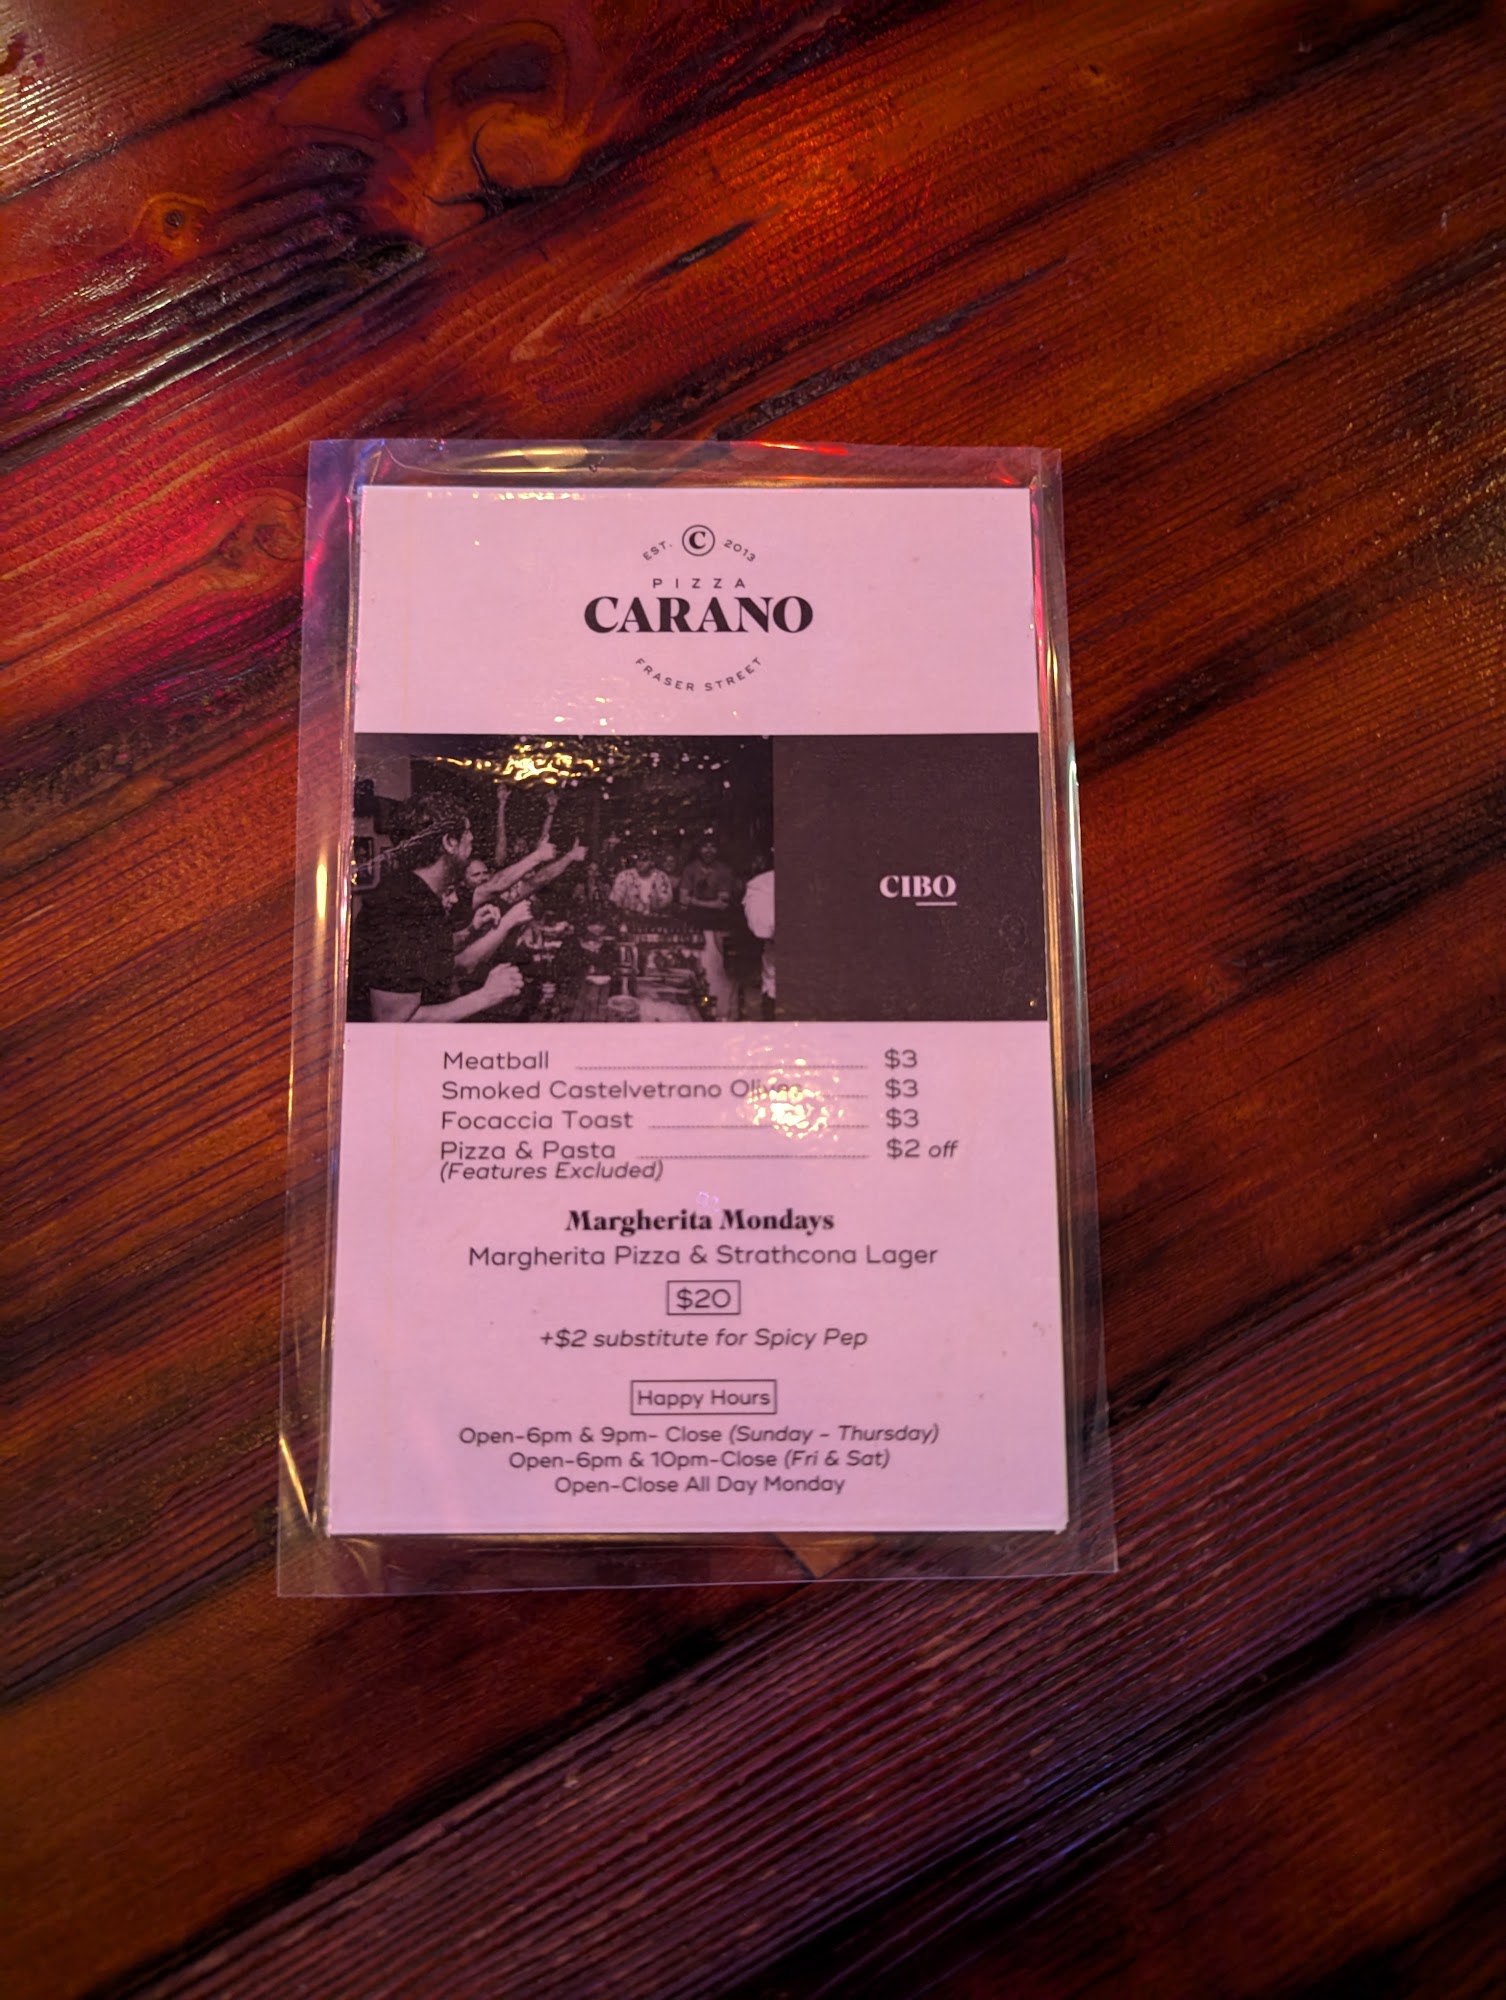 EST. C 2013
PIZZA
CARANO
FRASER STREET
CIBO
Meatball $3
Smoked Castelvetrano Olives $3
Focaccia Toast $3
Pizza & Pasta $2 off
(Features Excluded)
Margherita Mondays
Margherita Pizza & Strathcona Lager
$20
+$2 substitute for Spicy Pep
Happy Hours
Open-6pm & 9pm- Close (Sunday - Thursday)
Open-6pm & 10pm-Close (Fri & Sat)
Open-Close All Day Monday